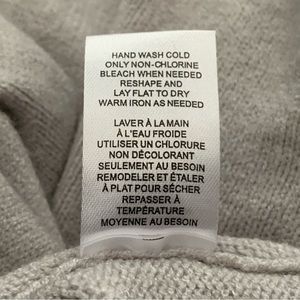 HAND WASH COLD
ONLY NON-CHLORINE
BLEACH WHEN NEEDED
RESHAPE AND
LAY FLAT TO DRY
WARM IRON AS NEEDED
LAVER À LA MAIN
À L'EAU FROIDE
UTILISER UN CHLORURE
NON DÉCOLORANT
SEULEMENT AU BESOIN
REMODELER ET ÉTALER
À PLAT POUR SÉCHER
REPASSER À
TEMPÉRATURE
MOYENNE AU BESOIN